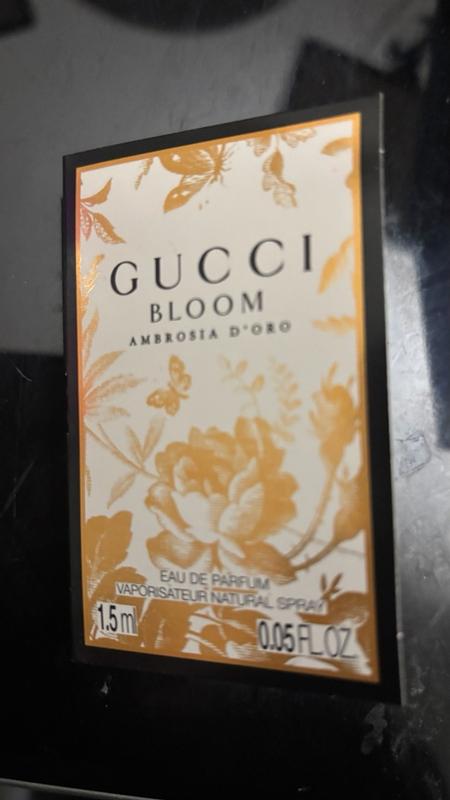 GUCCI
BLOOM
AMBROSIA D'ORO
EAU DE PARFUM
VAPORISATEUR NATURAL SPRAY
1.5 ml
0.05 FL.OZ.